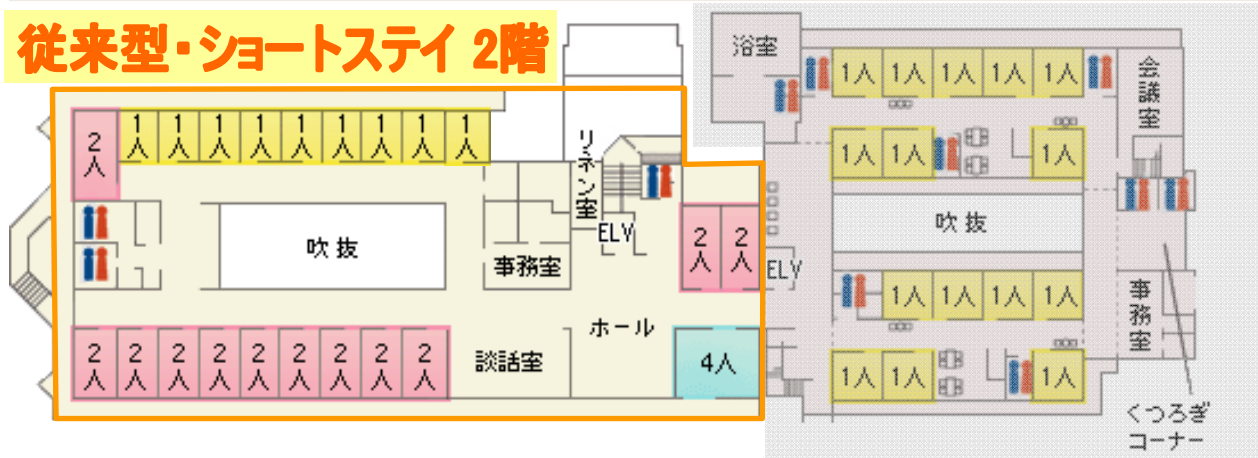 従来型・ショートステイ 2階
2人 1人 1人 1人 1人 1人 1人 1人 1人 1人
リネン室
ELV
吹抜
事務室
2人 2人
ホール
談話室
2人 2人 2人 2人 2人 2人 2人 2人 2人
4人
浴室
1人 1人 1人 1人 1人
会議室
1人 1人 1人
吹抜
ELV
1人 1人 1人 1人
事務室
1人 1人 1人
くつろぎ
コーナー